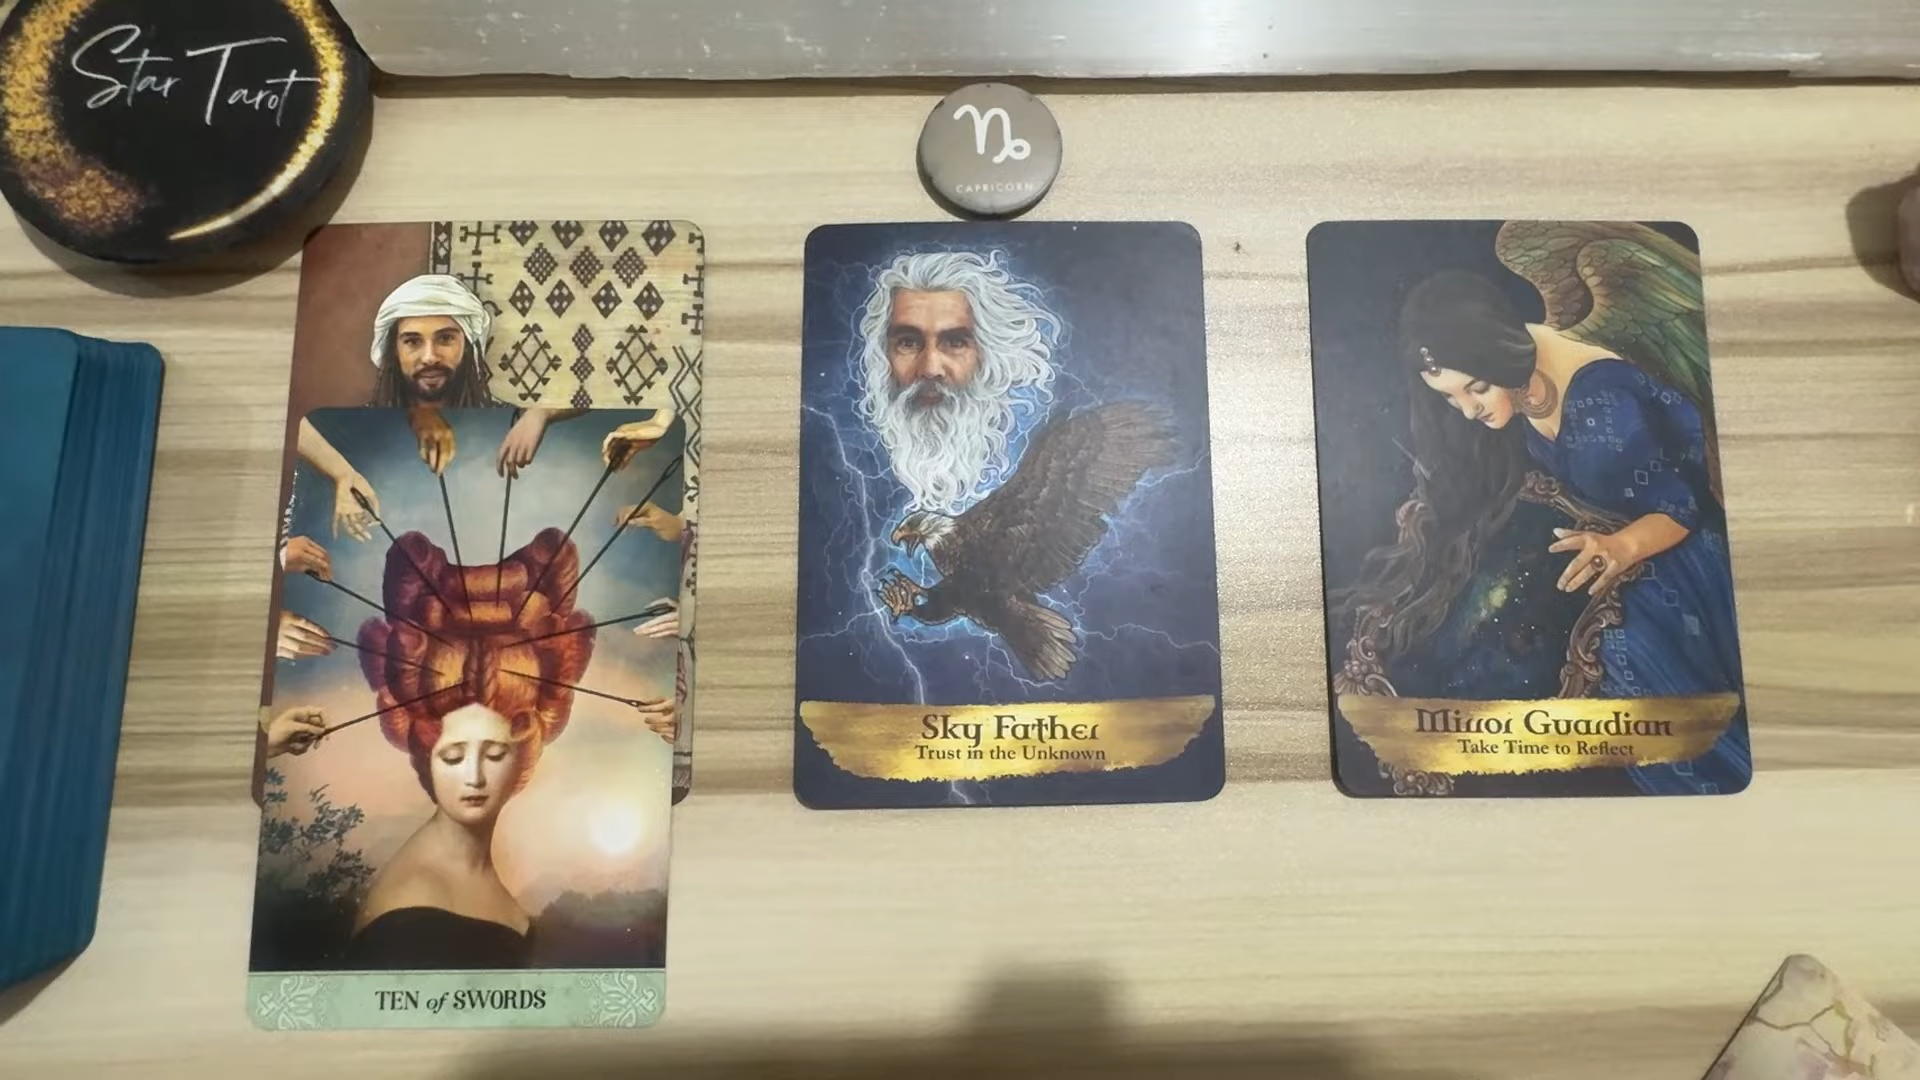 Star Tarot
CAPRICORN
Sky Father
Trust in the Unknown
Mirror Guardian
Take Time to Reflect
TEN of SWORDS